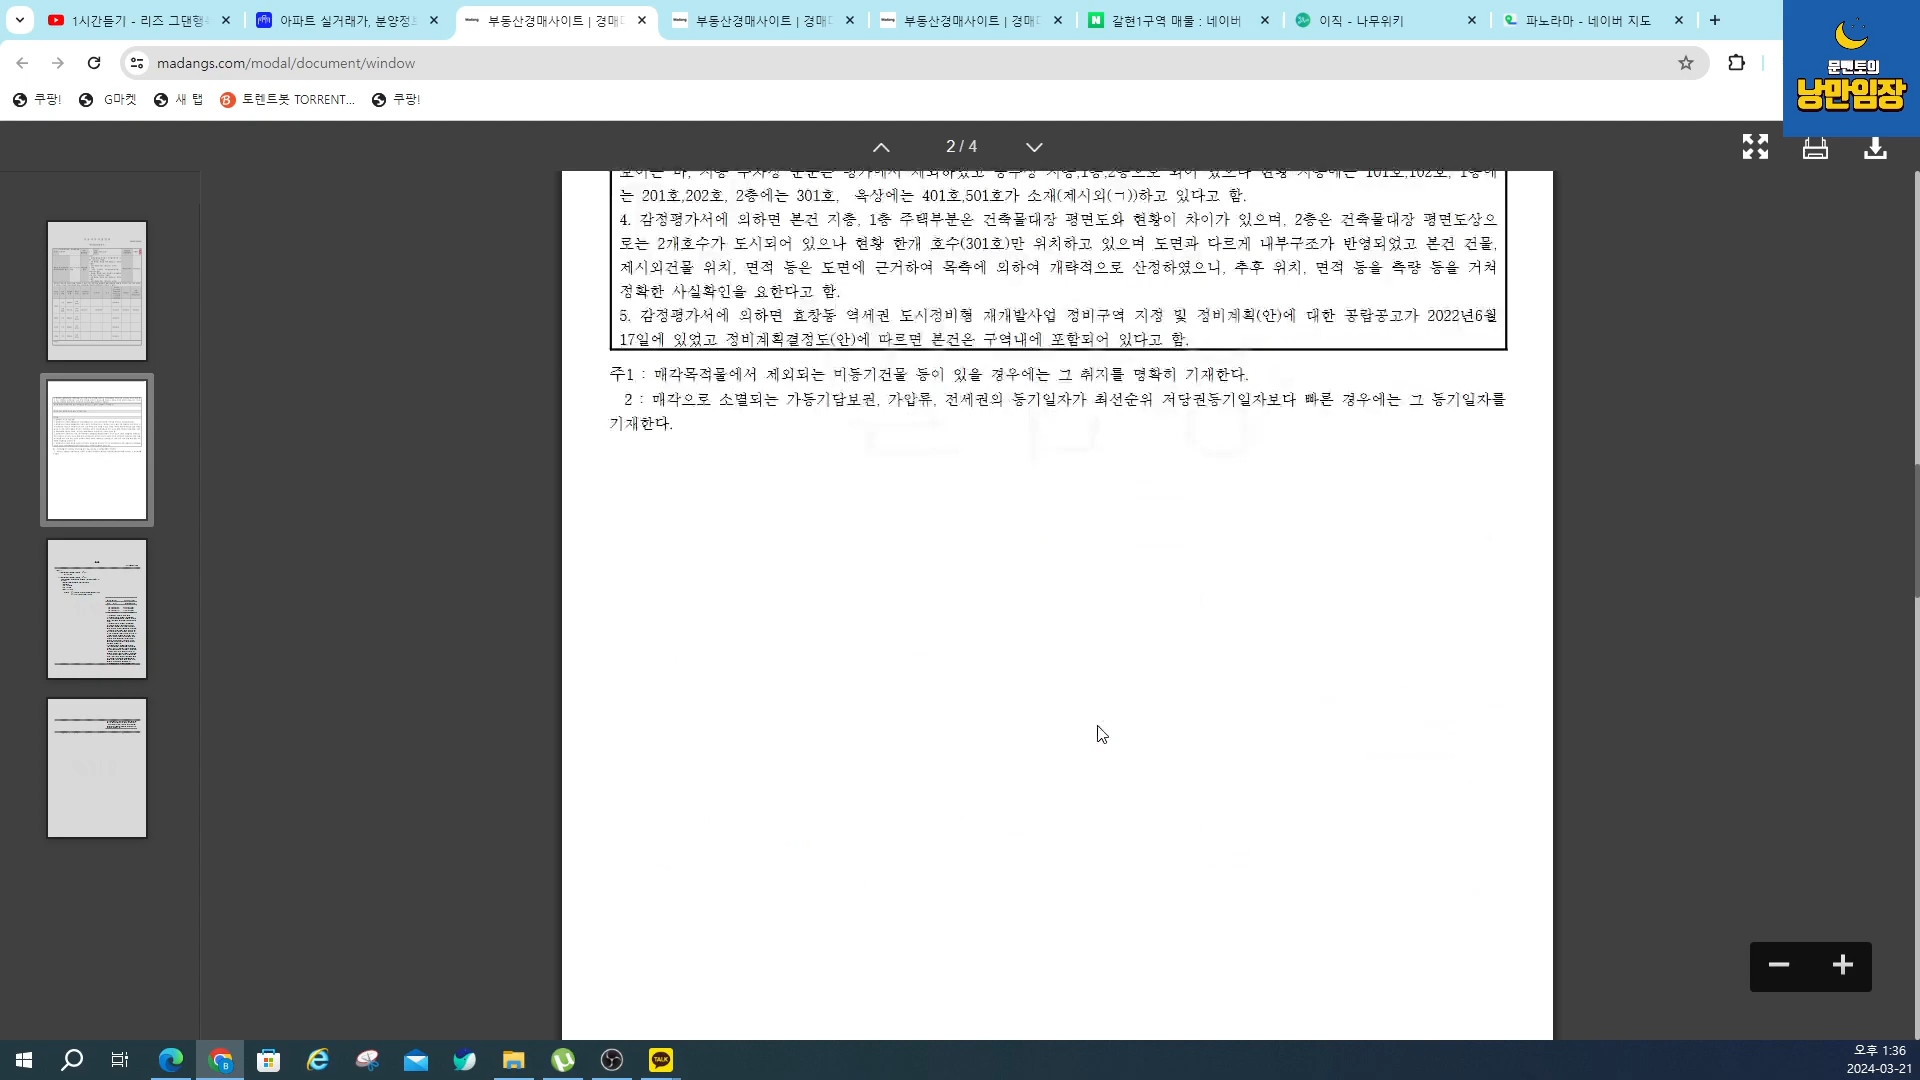 1시간듣기 - 리즈 그랜행
아파트 실거래가, 분양정
부동산경매사이트 | 경매
부동산경매사이트 | 경매
부동산경매사이트 | 경매
갈현1구역 매물 : 네이버
이직 - 나무위키
파노라마 - 네이버 지도
madangs.com/modal/document/window
쿠팡!
G마켓
새 탭
토렌트봇 TORRENT...
쿠팡!
문멘토의
낭만임장
2 / 4
는 201호,202호, 2층에는 301호, 옥상에는 401호,501호가 소재(제시외(ㄱ))하고 있다고 함.
4. 감정평가서에 의하면 본건 지층, 1층 주택부분은 건축물대장 평면도와 현황이 차이가 있으며, 2층은 건축물대장 평면도상으
로는 2개호수가 도시되어 있으나 현황 한개 호수(301호)만 위치하고 있으며 도면과 다르게 내부구조가 반영되었고 본건 건물,
제시외건물 위치, 면적 등은 도면에 근거하여 목측에 의하여 개략적으로 산정하였으니, 추후 위치, 면적 등을 측량 등을 거쳐
정확한 사실확인을 요한다고 함.
5. 감정평가서에 의하면 효창동 역세권 도시정비형 재개발사업 정비구역 지정 및 정비계획(안)에 대한 공람공고가 2022년6월
17일에 있었고 정비계획결정도(안)에 따르면 본건은 구역내에 포함되어 있다고 함.
주1 : 매각목적물에서 제외되는 미등기건물 등이 있을 경우에는 그 취지를 명확히 기재한다.
2 : 매각으로 소멸되는 가등기담보권, 가압류, 전세권의 등기일자가 최선순위 저당권등기일자보다 빠른 경우에는 그 등기일자를
기재한다.
TALK
오후 1:36
2024-03-21